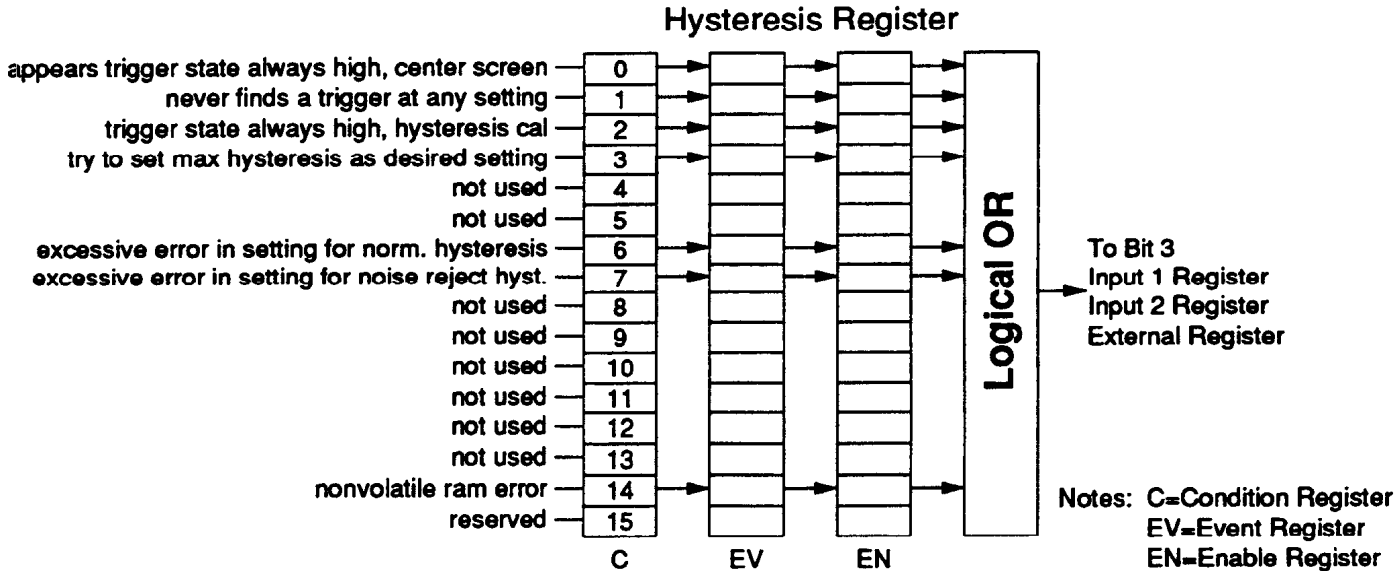 Hysteresis Register
appears trigger state always high, center screen 0
never finds a trigger at any setting 1
trigger state always high, hysteresis cal 2
try to set max hysteresis as desired setting 3
not used 4
not used 5
excessive error in setting for norm. hysteresis 6
excessive error in setting for noise reject hyst. 7
not used 8
not used 9
not used 10
not used 11
not used 12
not used 13
nonvolatile ram error 14
reserved 15
C EV EN
Logical OR
To Bit 3
Input 1 Register
Input 2 Register
External Register
Notes: C=Condition Register
EV=Event Register
EN=Enable Register